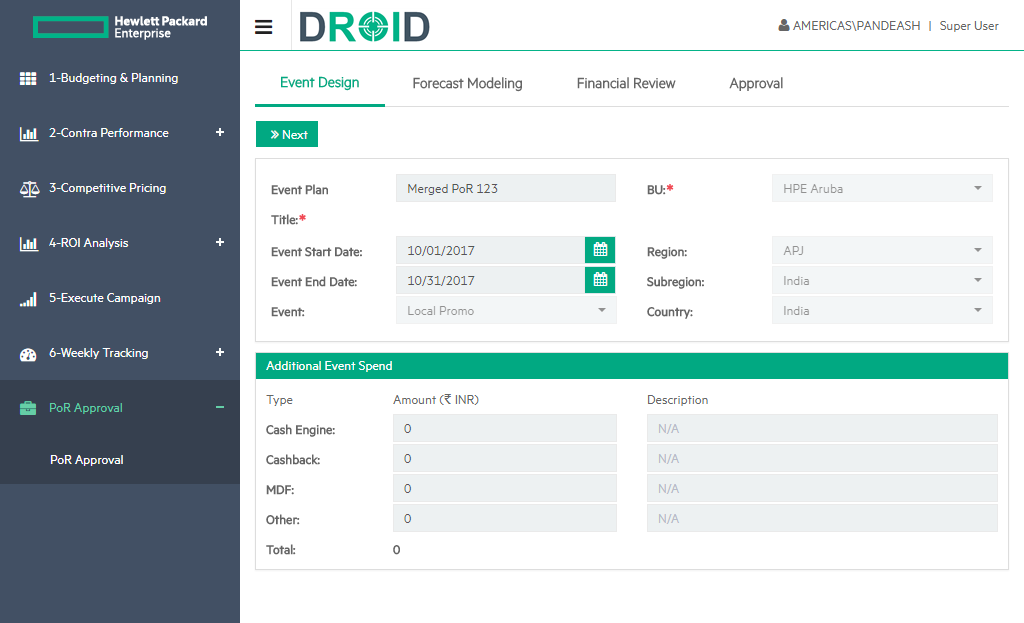 Hewlett Packard
Enterprise
DROID
AMERICAS\PANDEASH | Super User
1-Budgeting & Planning
2-Contra Performance +
3-Competitive Pricing
4-ROI Analysis +
5-Execute Campaign
6-Weekly Tracking +
PoR Approval −
PoR Approval
Event Design Forecast Modeling Financial Review Approval
» Next
Event Plan Title:* Merged PoR 123 BU:* HPE Aruba
Event Start Date: 10/01/2017 Region: APJ
Event End Date: 10/31/2017 Subregion: India
Event: Local Promo Country: India
Additional Event Spend
Type Amount (₹ INR) Description
Cash Engine: 0 N/A
Cashback: 0 N/A
MDF: 0 N/A
Other: 0 N/A
Total: 0